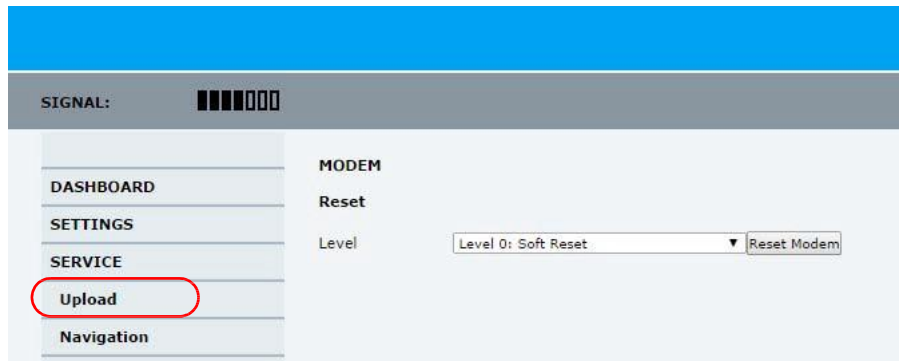 SIGNAL:
DASHBOARD
SETTINGS
SERVICE
Upload
Navigation
MODEM
Reset
Level Level 0: Soft Reset Reset Modem